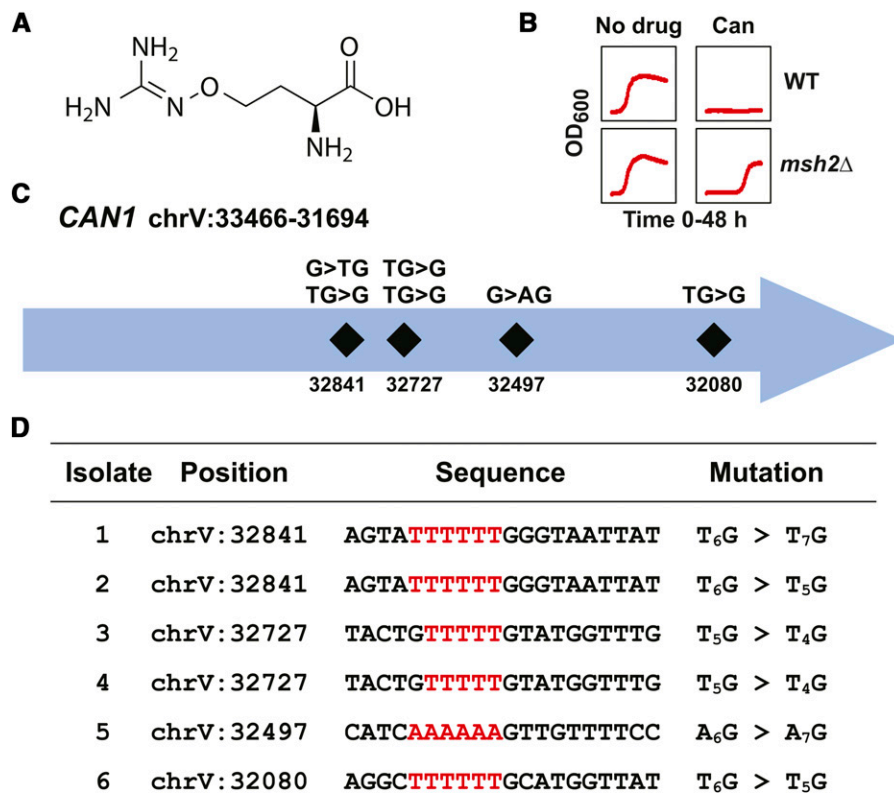 A
NH₂
H₂N
N
O
NH₂
O
OH
B
No drug Can
OD₆₀₀
WT
msh2Δ
Time 0-48 h
C
CAN1 chrV:33466-31694
G>TG TG>G
TG>G TG>G G>AG TG>G
32841 32727 32497 32080
D
Isolate Position Sequence Mutation
1 chrV:32841 AGTATTTTTTGGGTAATTAT T₆G > T₇G
2 chrV:32841 AGTATTTTTTGGGTAATTAT T₆G > T₅G
3 chrV:32727 TACTGTTTTTGTATGGTTTG T₅G > T₄G
4 chrV:32727 TACTGTTTTTGTATGGTTTG T₅G > T₄G
5 chrV:32497 CATCAAAAAAGTTGTTTTCC A₆G > A₇G
6 chrV:32080 AGGCTTTTTTGCATGGTTAT T₆G > T₅G